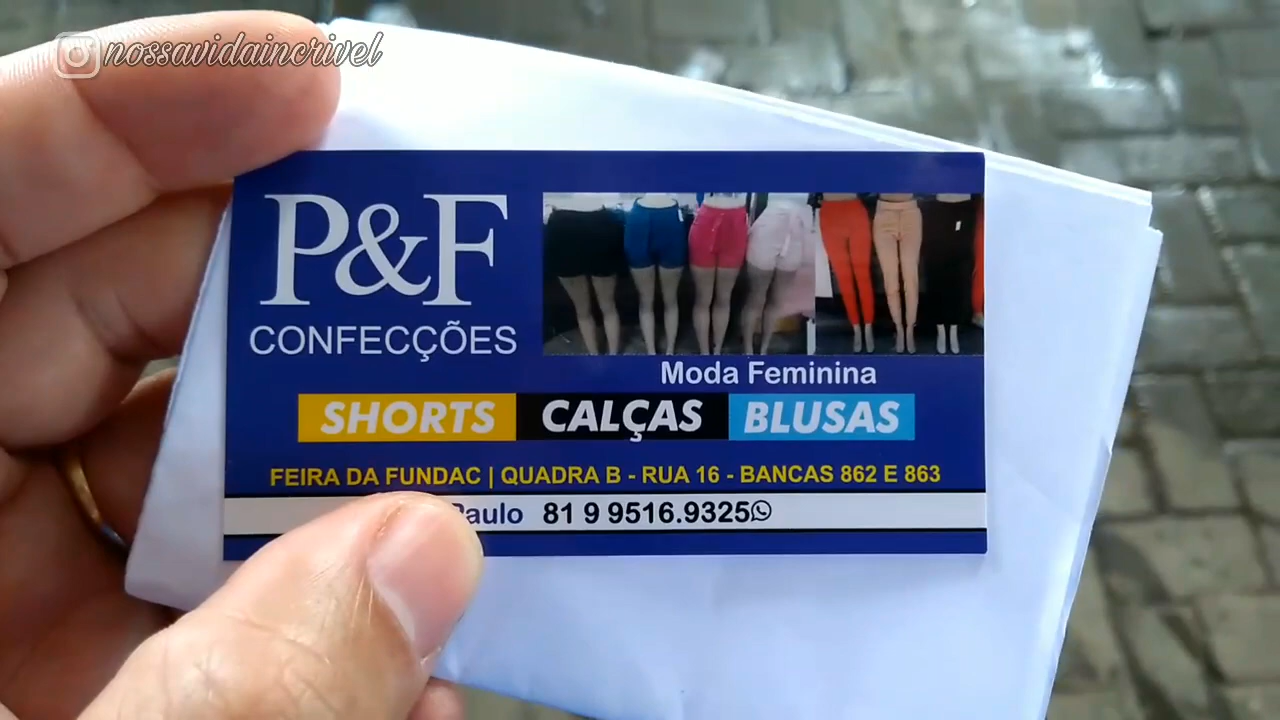 nossavidaincrivel
P&F
CONFECÇÕES
Moda Feminina
SHORTS CALÇAS BLUSAS
FEIRA DA FUNDAC | QUADRA B - RUA 16 - BANCAS 862 E 863
Paulo 81 9 9516.9325